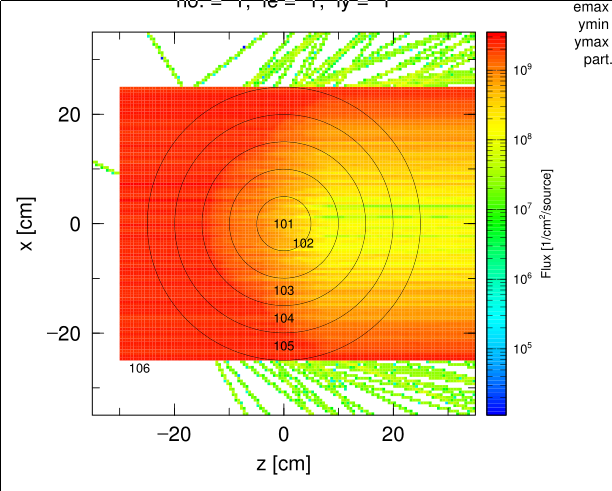 emax
ymin
ymax
part.
20
0
−20
x [cm]
101
102
103
104
105
106
−20
0
20
z [cm]
10⁹
10⁸
10⁷
10⁶
10⁵
Flux [1/cm²/source]